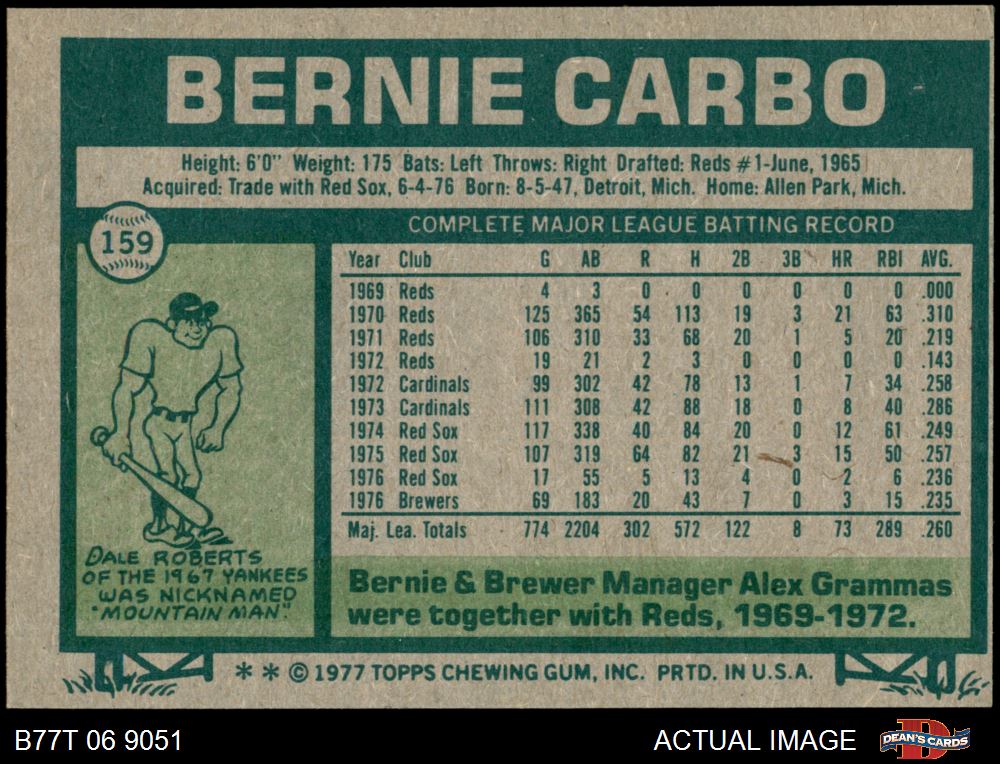 BERNIE CARBO
Height: 6'0" Weight: 175 Bats: Left Throws: Right Drafted: Reds #1-June, 1965
Acquired: Trade with Red Sox, 6-4-76 Born: 8-5-47, Detroit, Mich. Home: Allen Park, Mich.
159
COMPLETE MAJOR LEAGUE BATTING RECORD
Year Club G AB R H 2B 3B HR RBI AVG.
1969 Reds 4 3 0 0 0 0 0 0 .000
1970 Reds 125 365 54 113 19 3 21 63 .310
1971 Reds 106 310 33 68 20 1 5 20 .219
1972 Reds 19 21 2 3 0 0 0 0 .143
1972 Cardinals 99 302 42 78 13 1 7 34 .258
1973 Cardinals 111 308 42 88 18 0 8 40 .286
1974 Red Sox 117 338 40 84 20 0 12 61 .249
1975 Red Sox 107 319 64 82 21 3 15 50 .257
1976 Red Sox 17 55 5 13 4 0 2 6 .236
1976 Brewers 69 183 20 43 7 0 3 15 .235
Maj. Lea. Totals 774 2204 302 572 122 8 73 289 .260
DALE ROBERTS
OF THE 1967 YANKEES
WAS NICKNAMED
"MOUNTAIN MAN".
Bernie & Brewer Manager Alex Grammas
were together with Reds, 1969-1972.
** © 1977 TOPPS CHEWING GUM, INC. PRTD. IN U.S.A.
B77T 06 9051
ACTUAL IMAGE
D
DEAN'S CARDS